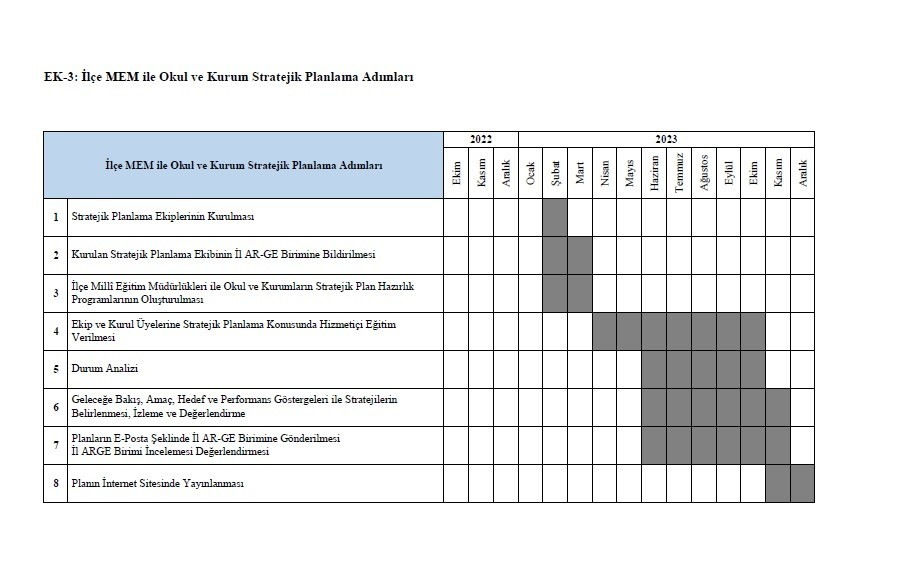 EK-3: İlçe MEM ile Okul ve Kurum Stratejik Planlama Adımları
İlçe MEM ile Okul ve Kurum Stratejik Planlama Adımları
2022
2023
Ekim
Kasım
Aralık
Ocak
Şubat
Mart
Nisan
Mayıs
Haziran
Temmuz
Ağustos
Eylül
Ekim
Kasım
Aralık
1 Stratejik Planlama Ekiplerinin Kurulması
2 Kurulan Stratejik Planlama Ekibinin İl AR-GE Birimine Bildirilmesi
3 İlçe Millî Eğitim Müdürlükleri ile Okul ve Kurumların Stratejik Plan Hazırlık
Programlarının Oluşturulması
4 Ekip ve Kurul Üyelerine Stratejik Planlama Konusunda Hizmetiçi Eğitim
Verilmesi
5 Durum Analizi
6 Geleceğe Bakış, Amaç, Hedef ve Performans Göstergeleri ile Stratejilerin
Belirlenmesi, İzleme ve Değerlendirme
7 Planların E-Posta Şeklinde İl AR-GE Birimine Gönderilmesi
İl ARGE Birimi İncelemesi Değerlendirmesi
8 Planın İnternet Sitesinde Yayınlanması